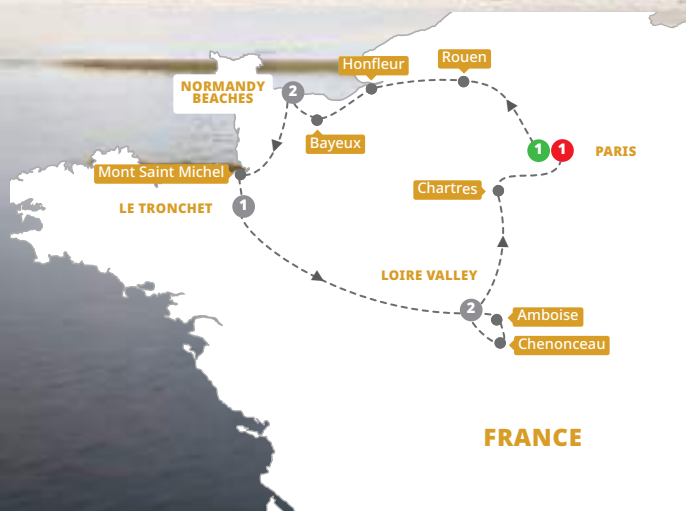 Rouen
Honfleur
NORMANDY
BEACHES
2
Bayeux
1
1
PARIS
Mont Saint Michel
Chartres
LE TRONCHET
1
LOIRE VALLEY
2
Amboise
Chenonceau
FRANCE